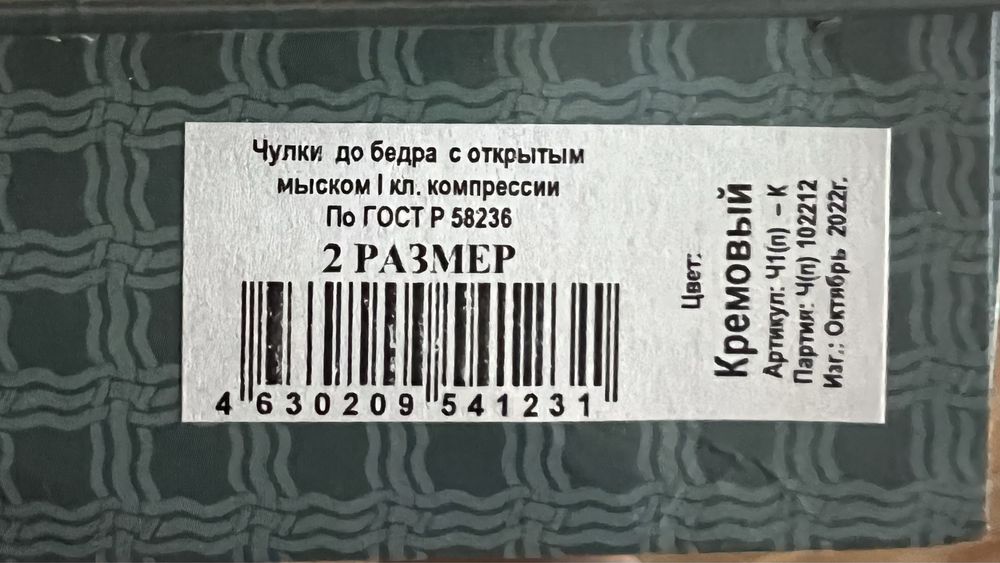 Чулки до бедра с открытым
мыском I кл. компрессии
По ГОСТ Р 58236
2 РАЗМЕР
4 630209 541231
Цвет:
Кремовый
Артикул: Ч1(п) – К
Партия: Ч(п) 102212
Изг.: Октябрь 2022г.